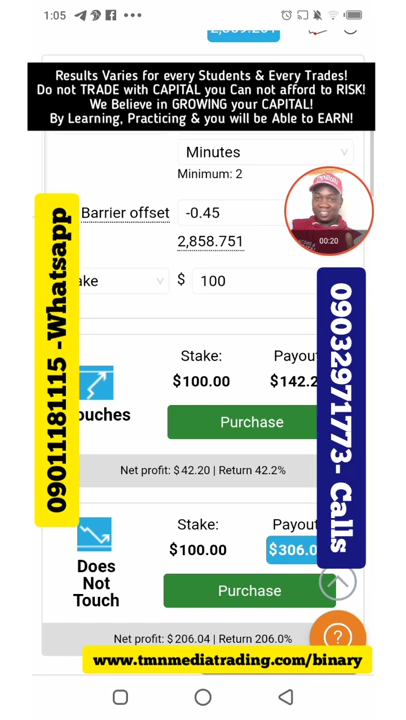 1:05
2,859.201
Results Varies for every Students & Every Trades!
Do not TRADE with CAPITAL you Can not afford to RISK!
We Believe in GROWING your CAPITAL!
By Learning, Practicing & you will be Able to EARN!
Minutes
Minimum: 2
Barrier offset -0.45
2,858.751
00:20
ake $ 100
09011181115 -Whatsapp
09032971773- Calls
Stake: Payout
$100.00 $142.2
ouches
Purchase
Net profit: $42.20 | Return 42.2%
Stake: Payout
$100.00 $306.0
Does
Not
Touch
Purchase
Net profit: $206.04 | Return 206.0%
?
www.tmnmediatrading.com/binary